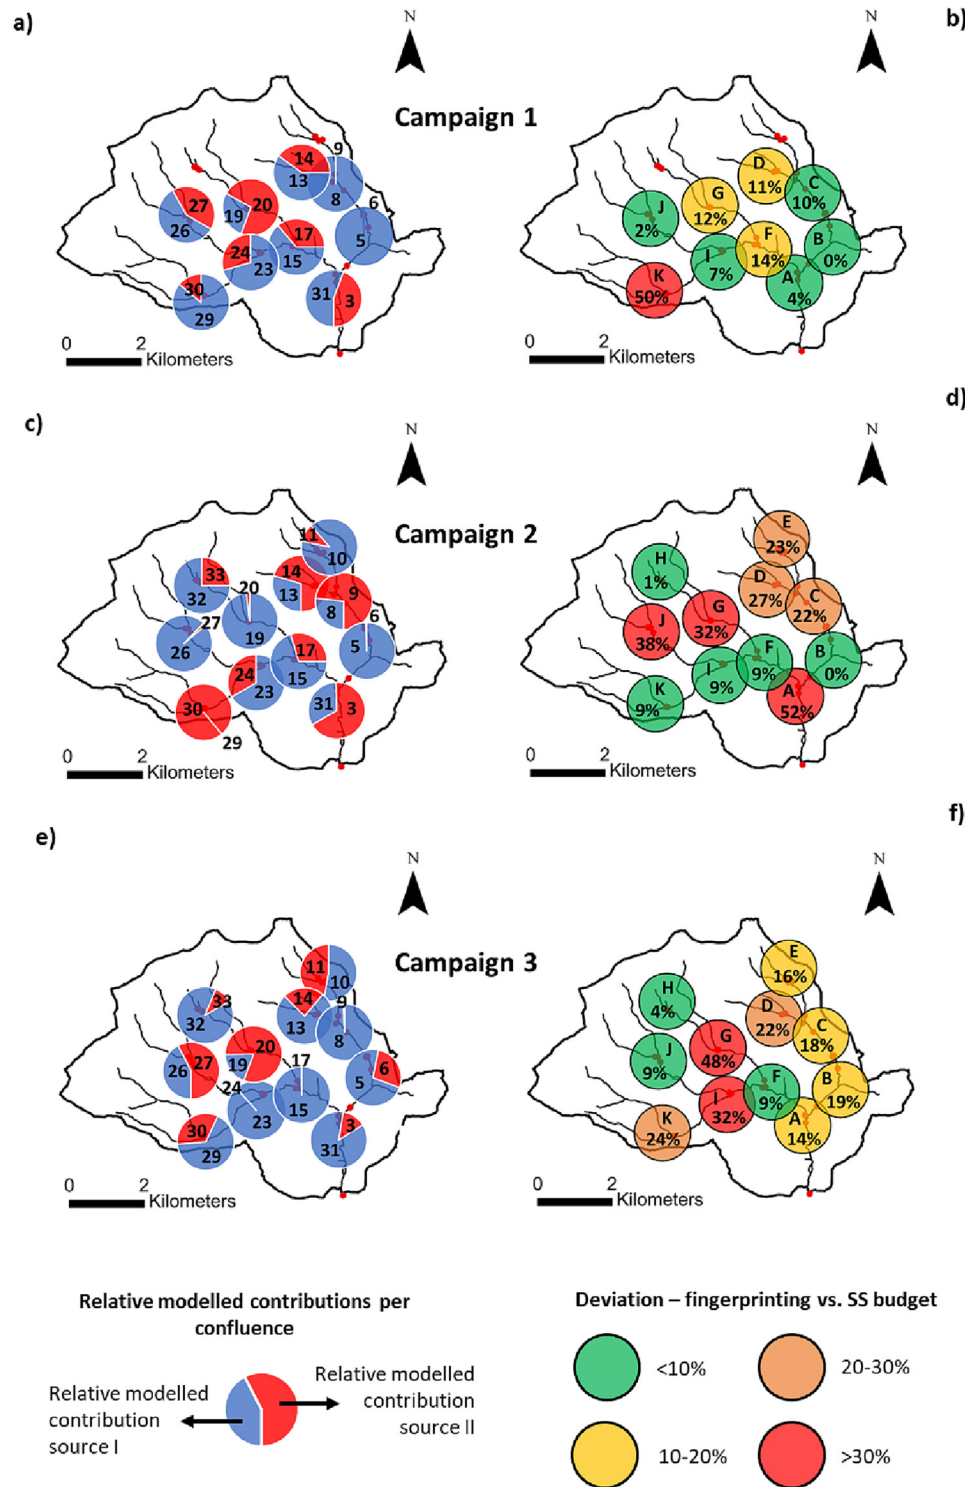 a)
N
b)
N
Campaign 1
9
14
13
8
27
26
19
20
6
5
17
15
24
23
30
29
31
3
0 2
Kilometers
D
11%
C
10%
J
2%
G
12%
F
14%
B
0%
I
7%
A
4%
K
50%
0 2
Kilometers
c)
N
d)
N
Campaign 2
11
10
33
32
20
19
14
13
9
8
27
26
6
5
17
15
24
23
30
29
31
3
0 2
Kilometers
E
23%
H
1%
D
27%
C
22%
J
38%
G
32%
F
9%
B
0%
I
9%
K
9%
A
52%
0 2
Kilometers
e)
N
f)
N
Campaign 3
11
10
33
32
14
13
9
8
27
26
20
19
17
15
6
5
24
23
30
29
3
31
0 2
Kilometers
E
16%
H
4%
D
22%
C
18%
J
9%
G
48%
F
9%
B
19%
I
32%
A
14%
K
24%
0 2
Kilometers
Relative modelled contributions per
confluence
Relative modelled
contribution
source I
Relative modelled
contribution
source II
Deviation – fingerprinting vs. SS budget
<10%
20-30%
10-20%
>30%